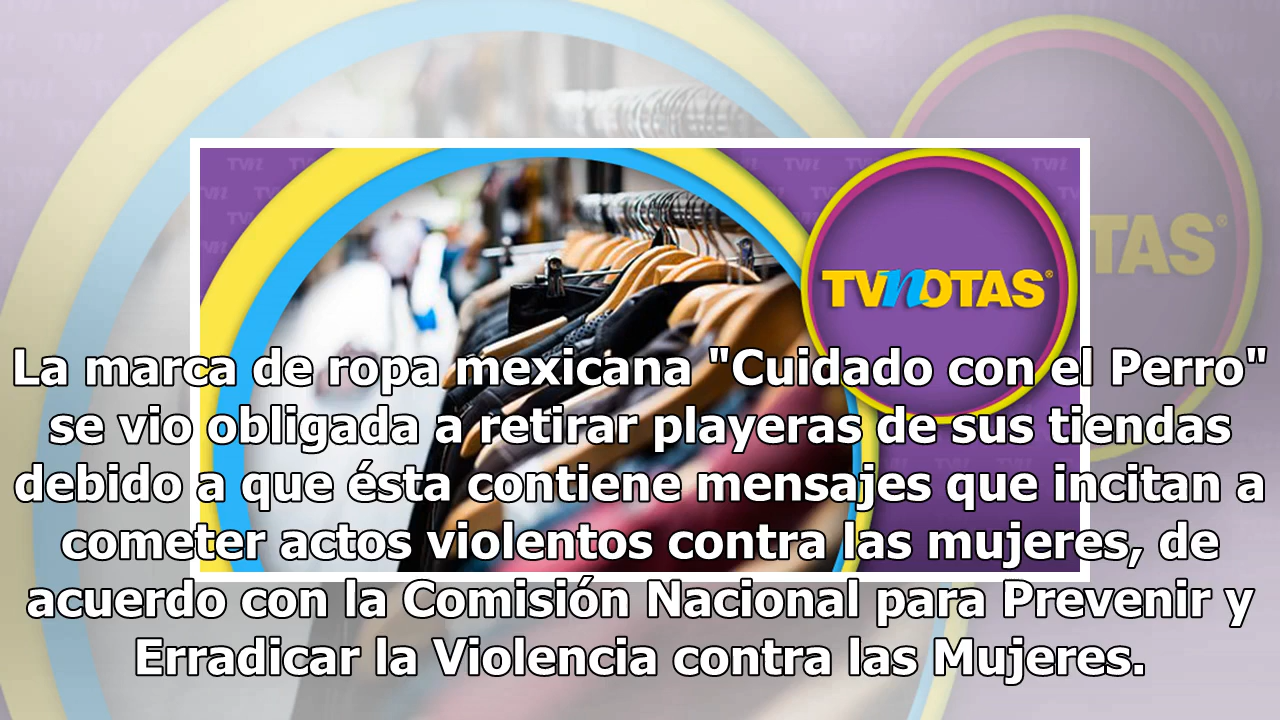 TVnOTAS®
TAS®
La marca de ropa mexicana "Cuidado con el Perro"
se vio obligada a retirar playeras de sus tiendas
debido a que ésta contiene mensajes que incitan a
cometer actos violentos contra las mujeres, de
acuerdo con la Comisión Nacional para Prevenir y
Erradicar la Violencia contra las Mujeres.